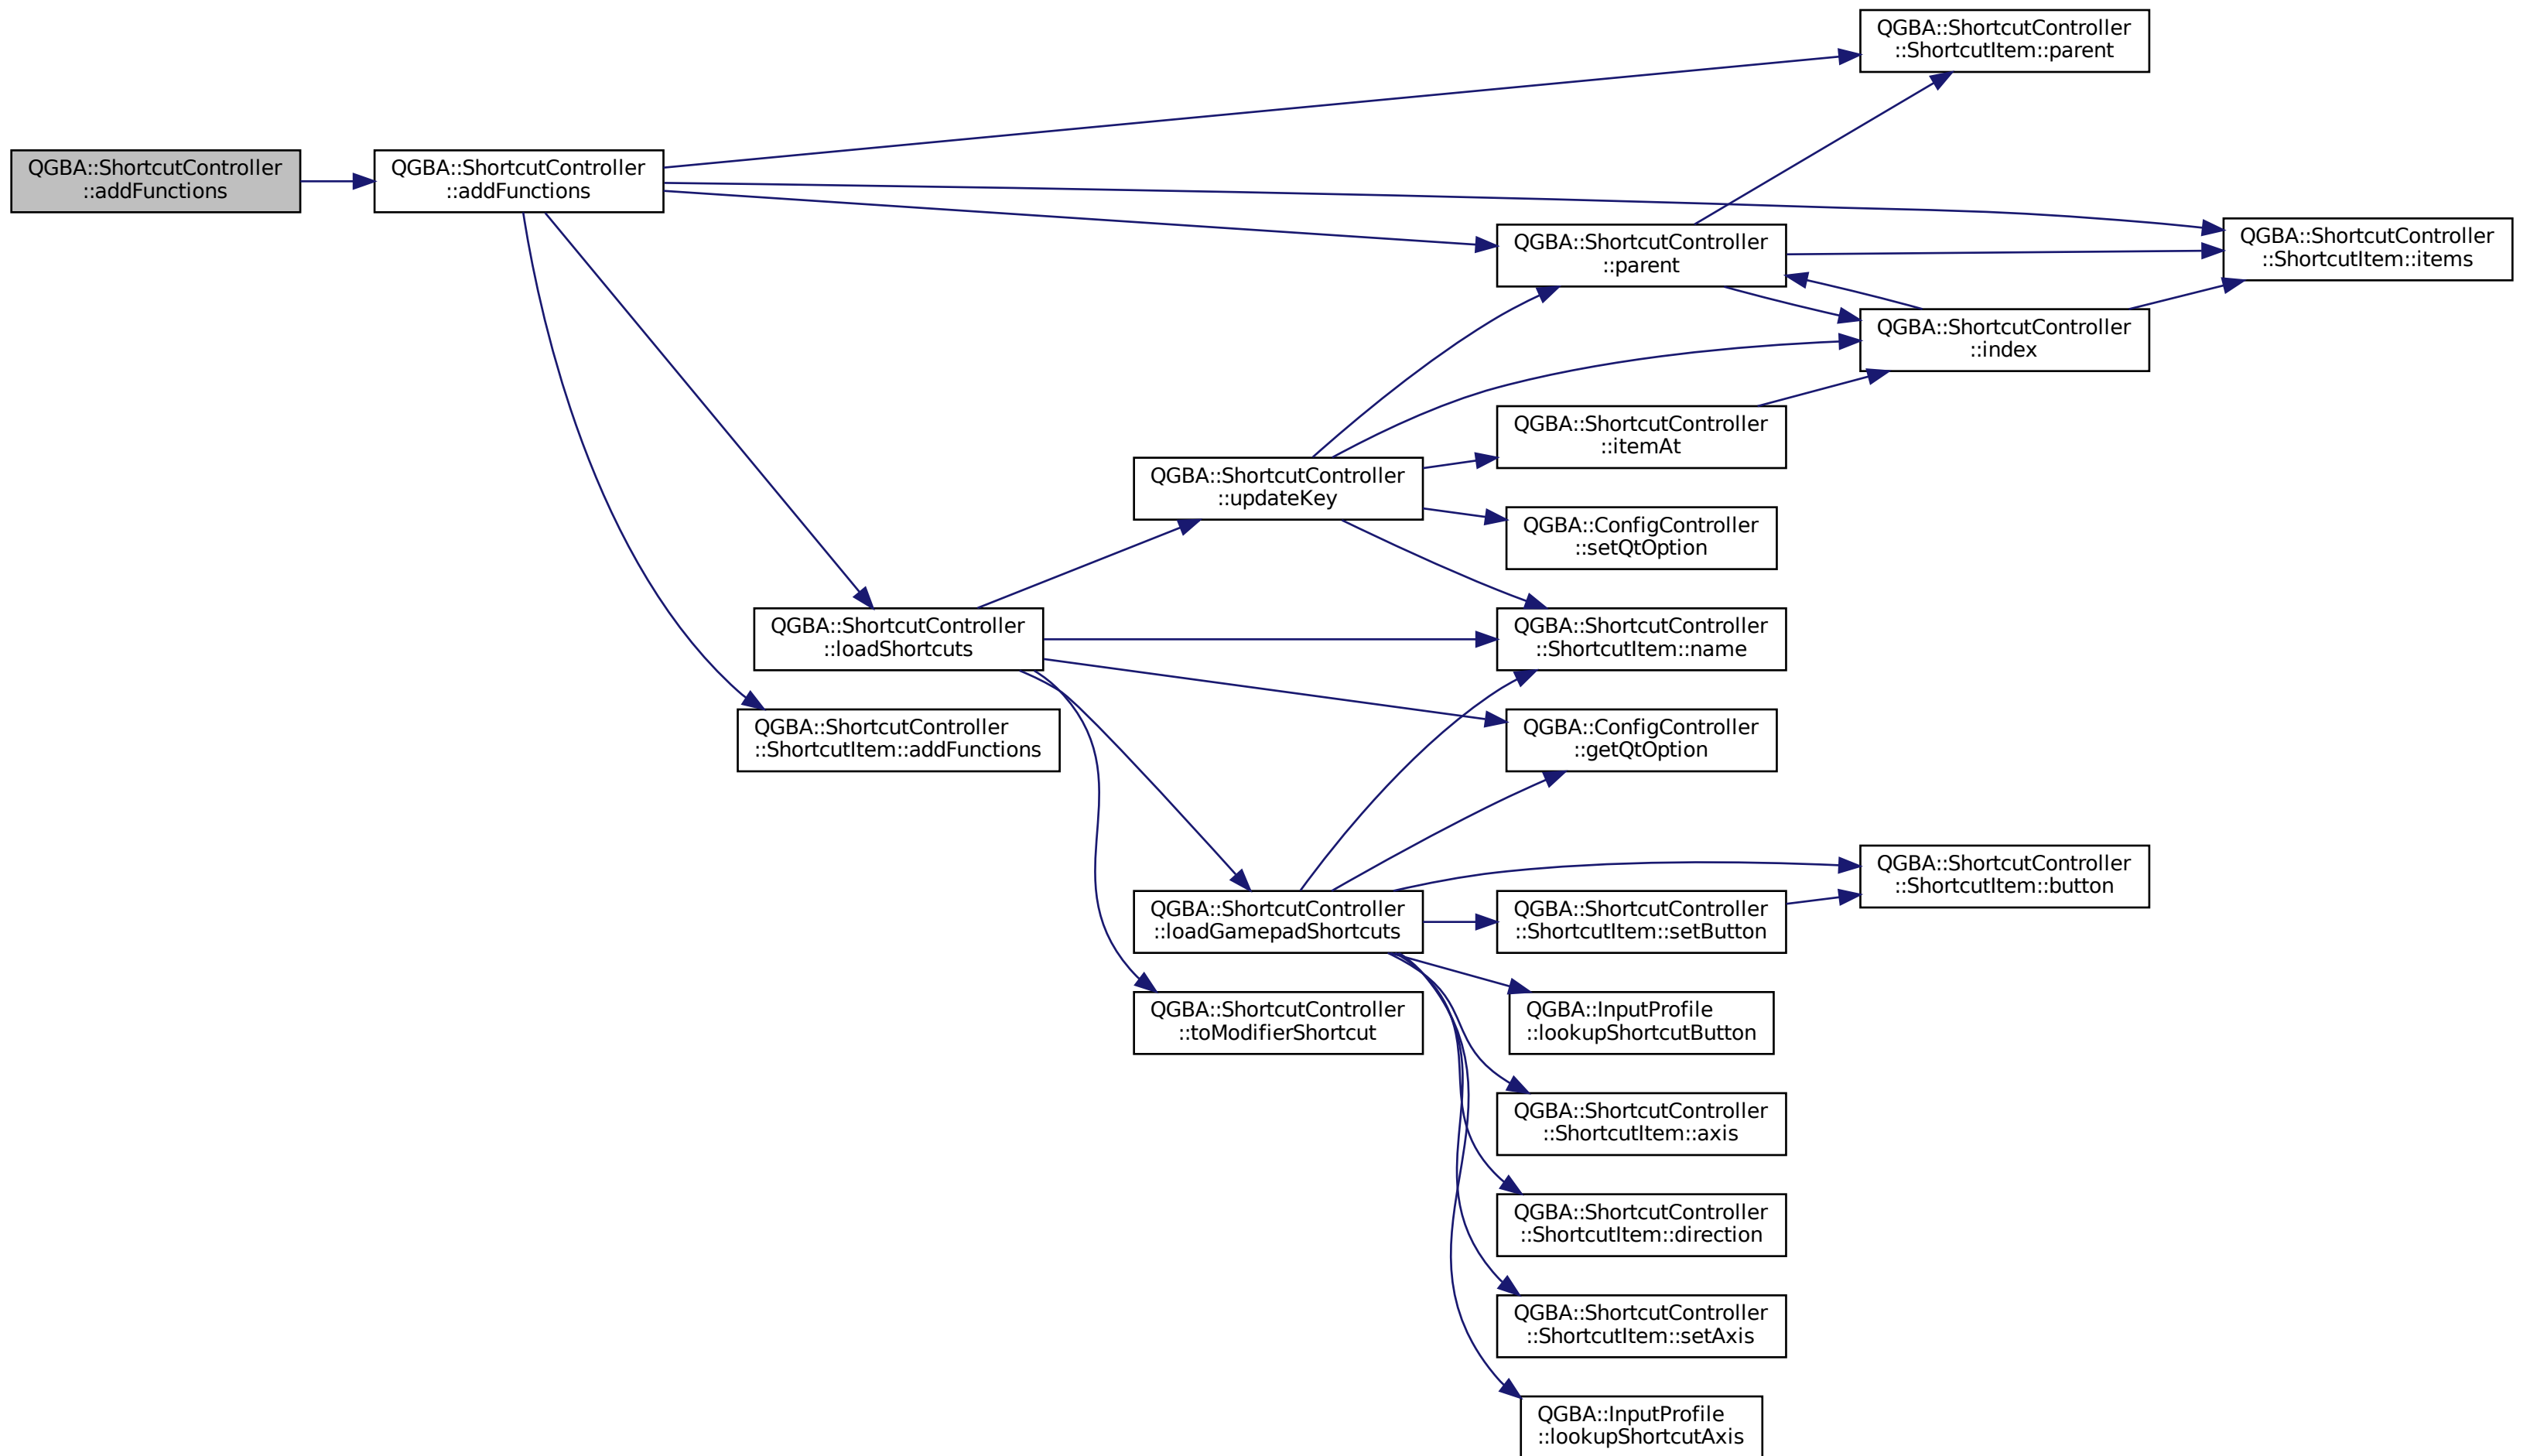 QGBA::ShortcutController
::ShortcutItem::parent
QGBA::ShortcutController
::addFunctions
QGBA::ShortcutController
::addFunctions
QGBA::ShortcutController
::parent
QGBA::ShortcutController
::ShortcutItem::items
QGBA::ShortcutController
::index
QGBA::ShortcutController
::itemAt
QGBA::ShortcutController
::updateKey
QGBA::ConfigController
::setQtOption
QGBA::ShortcutController
::loadShortcuts
QGBA::ShortcutController
::ShortcutItem::name
QGBA::ShortcutController
::ShortcutItem::addFunctions
QGBA::ConfigController
::getQtOption
QGBA::ShortcutController
::ShortcutItem::button
QGBA::ShortcutController
::loadGamepadShortcuts
QGBA::ShortcutController
::ShortcutItem::setButton
QGBA::ShortcutController
::toModifierShortcut
QGBA::InputProfile
::lookupShortcutButton
QGBA::ShortcutController
::ShortcutItem::axis
QGBA::ShortcutController
::ShortcutItem::direction
QGBA::ShortcutController
::ShortcutItem::setAxis
QGBA::InputProfile
::lookupShortcutAxis